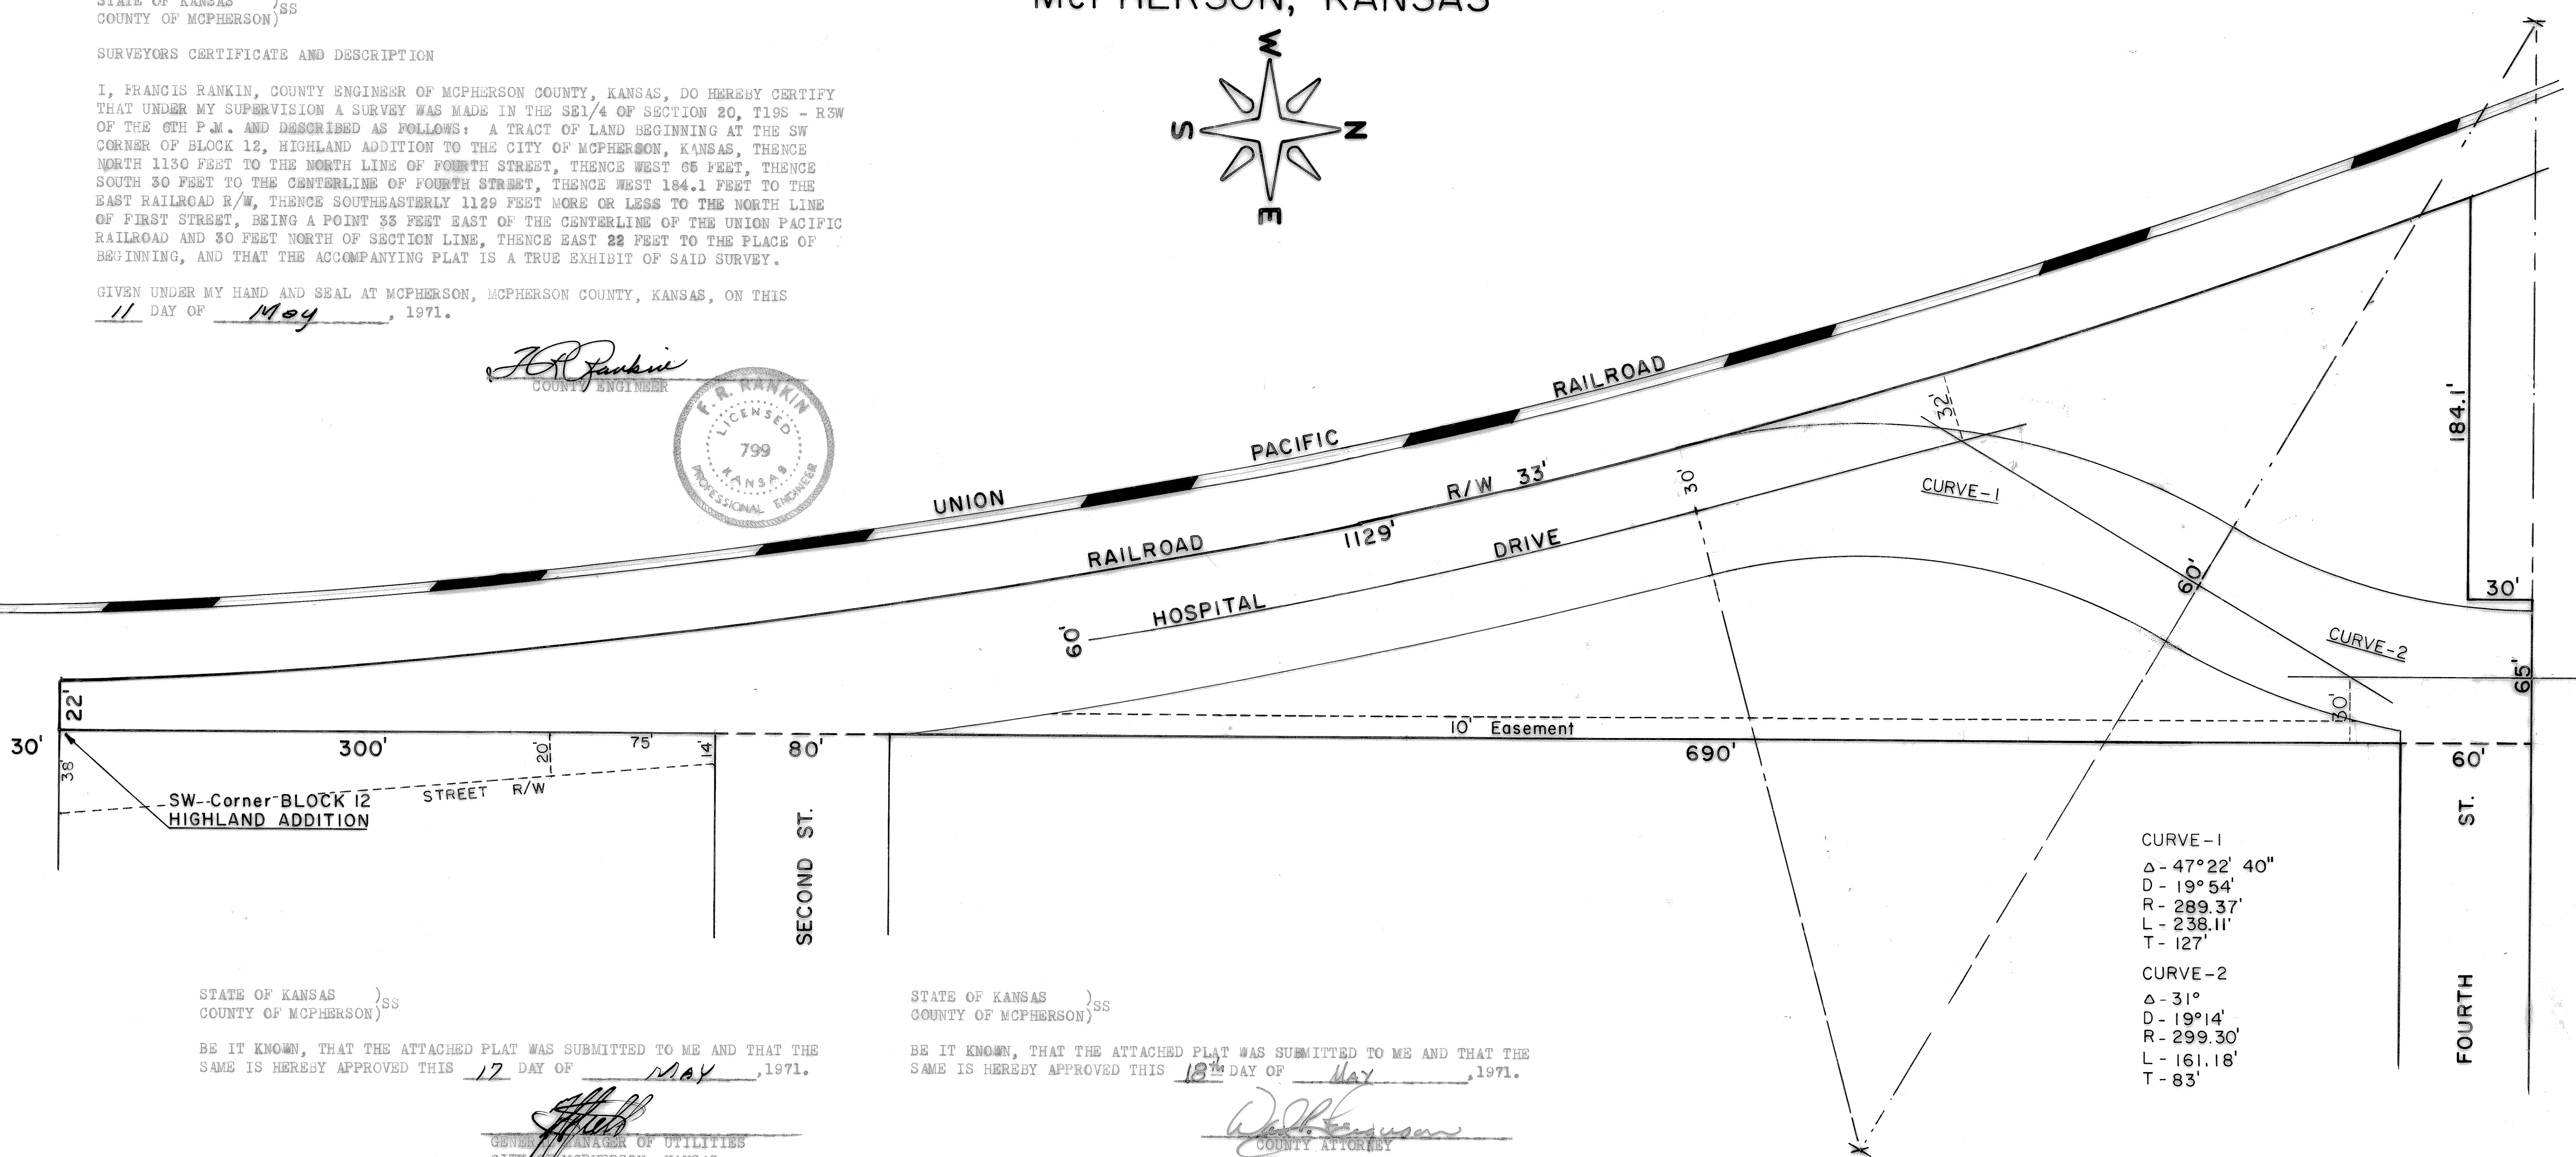 McPHERSON, KANSAS
STATE OF KANSAS )SS
COUNTY OF MCPHERSON)
SURVEYORS CERTIFICATE AND DESCRIPTION
I, FRANCIS RANKIN, COUNTY ENGINEER OF MCPHERSON COUNTY, KANSAS, DO HEREBY CERTIFY
THAT UNDER MY SUPERVISION A SURVEY WAS MADE IN THE SE1/4 OF SECTION 20, T19S - R3W
OF THE 6TH P.M. AND DESCRIBED AS FOLLOWS: A TRACT OF LAND BEGINNING AT THE SW
CORNER OF BLOCK 12, HIGHLAND ADDITION TO THE CITY OF MCPHERSON, KANSAS, THENCE
NORTH 1130 FEET TO THE NORTH LINE OF FOURTH STREET, THENCE WEST 65 FEET, THENCE
SOUTH 30 FEET TO THE CENTERLINE OF FOURTH STREET, THENCE WEST 184.1 FEET TO THE
EAST RAILROAD R/W, THENCE SOUTHEASTERLY 1129 FEET MORE OR LESS TO THE NORTH LINE
OF FIRST STREET, BEING A POINT 33 FEET EAST OF THE CENTERLINE OF THE UNION PACIFIC
RAILROAD AND 30 FEET NORTH OF SECTION LINE, THENCE EAST 22 FEET TO THE PLACE OF
BEGINNING, AND THAT THE ACCOMPANYING PLAT IS A TRUE EXHIBIT OF SAID SURVEY.
GIVEN UNDER MY HAND AND SEAL AT MCPHERSON, MCPHERSON COUNTY, KANSAS, ON THIS
11 DAY OF May, 1971.
F R Rankin
COUNTY ENGINEER
F. R. RANKIN
LICENSED
799
KANSAS
PROFESSIONAL ENGINEER
W
S N
E
UNION PACIFIC RAILROAD
RAILROAD R/W 33'
1129'
60' HOSPITAL DRIVE
30'
32'
CURVE-1
60'
184.1'
30'
CURVE-2
65'
30'
22'
10' Easement
30'
300'
75'
20'
14'
38'
80'
690'
60'
STREET R/W
SW--Corner BLOCK 12
HIGHLAND ADDITION
SECOND ST.
FOURTH ST.
CURVE-1
Δ - 47°22' 40"
D - 19°54'
R - 289.37'
L - 238.11'
T - 127'
CURVE-2
Δ - 31°
D - 19°14'
R - 299.30'
L - 161.18'
T - 83'
STATE OF KANSAS )SS
COUNTY OF MCPHERSON)
BE IT KNOWN, THAT THE ATTACHED PLAT WAS SUBMITTED TO ME AND THAT THE
SAME IS HEREBY APPROVED THIS 17 DAY OF MAY, 1971.
GENERAL MANAGER OF UTILITIES
CITY OF MCPHERSON, KANSAS
STATE OF KANSAS )SS
COUNTY OF MCPHERSON)
BE IT KNOWN, THAT THE ATTACHED PLAT WAS SUBMITTED TO ME AND THAT THE
SAME IS HEREBY APPROVED THIS 18th DAY OF MAY, 1971.
COUNTY ATTORNEY